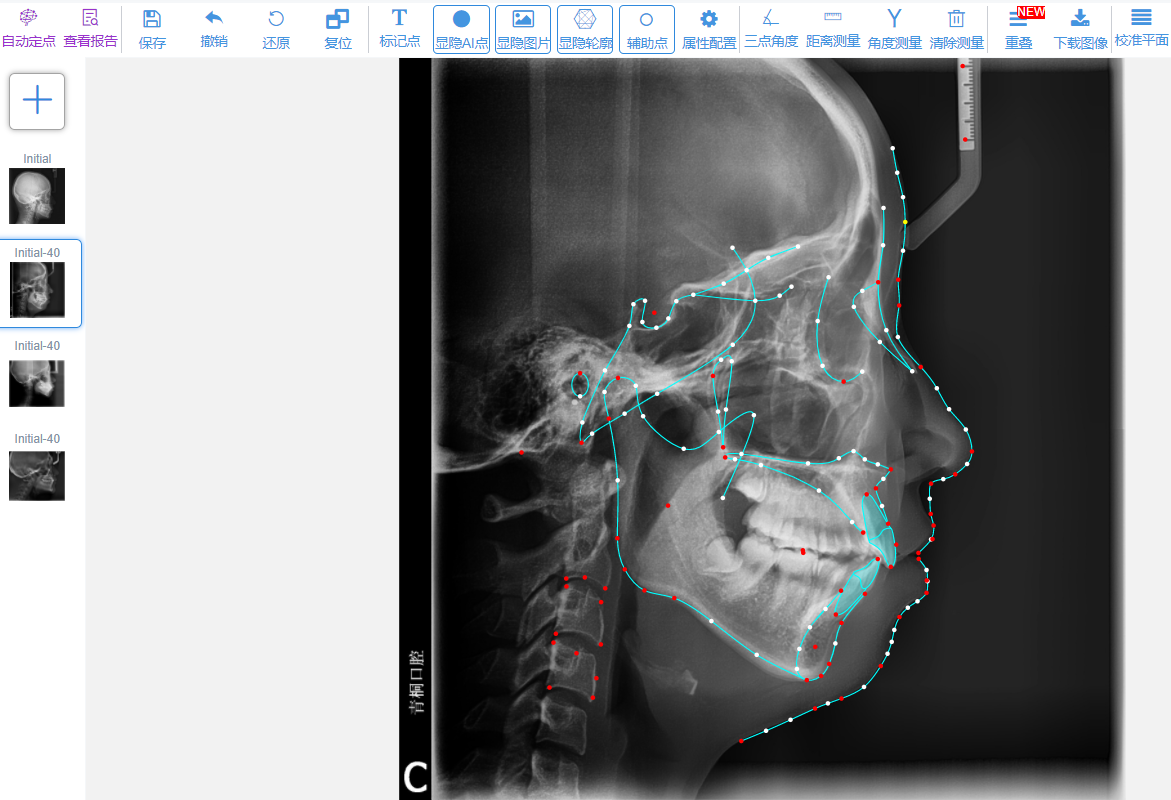 自动定点
查看报告
保存
撤销
还原
复位
T
标记点
显隐AI点
显隐图片
显隐轮廓
辅助点
属性配置
三点角度
距离测量
角度测量
清除测量
NEW
重叠
下载图像
校准平面
Initial
Initial-40
Initial-40
Initial-40
青桐口腔
C